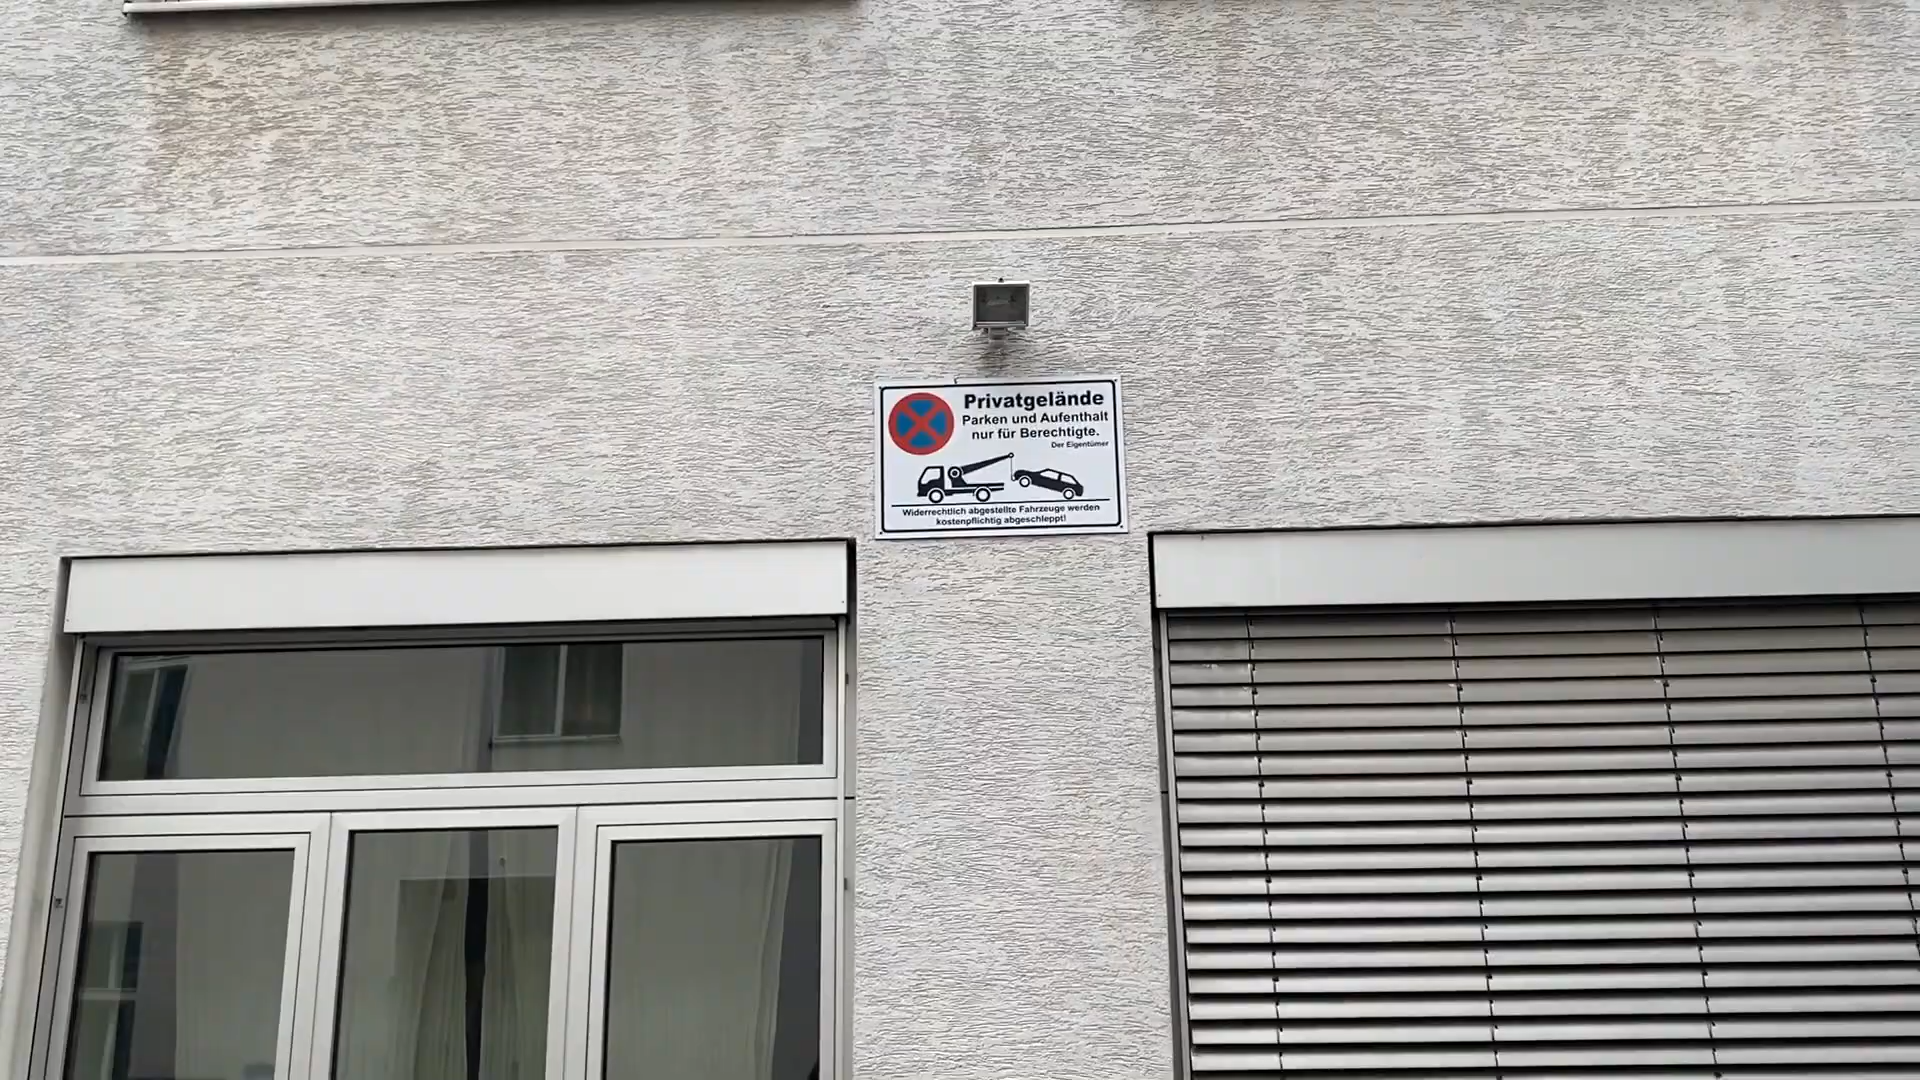 Privatgelände
Parken und Aufenthalt
nur für Berechtigte.
Der Eigentümer
Widerrechtlich abgestellte Fahrzeuge werden
kostenpflichtig abgeschleppt!